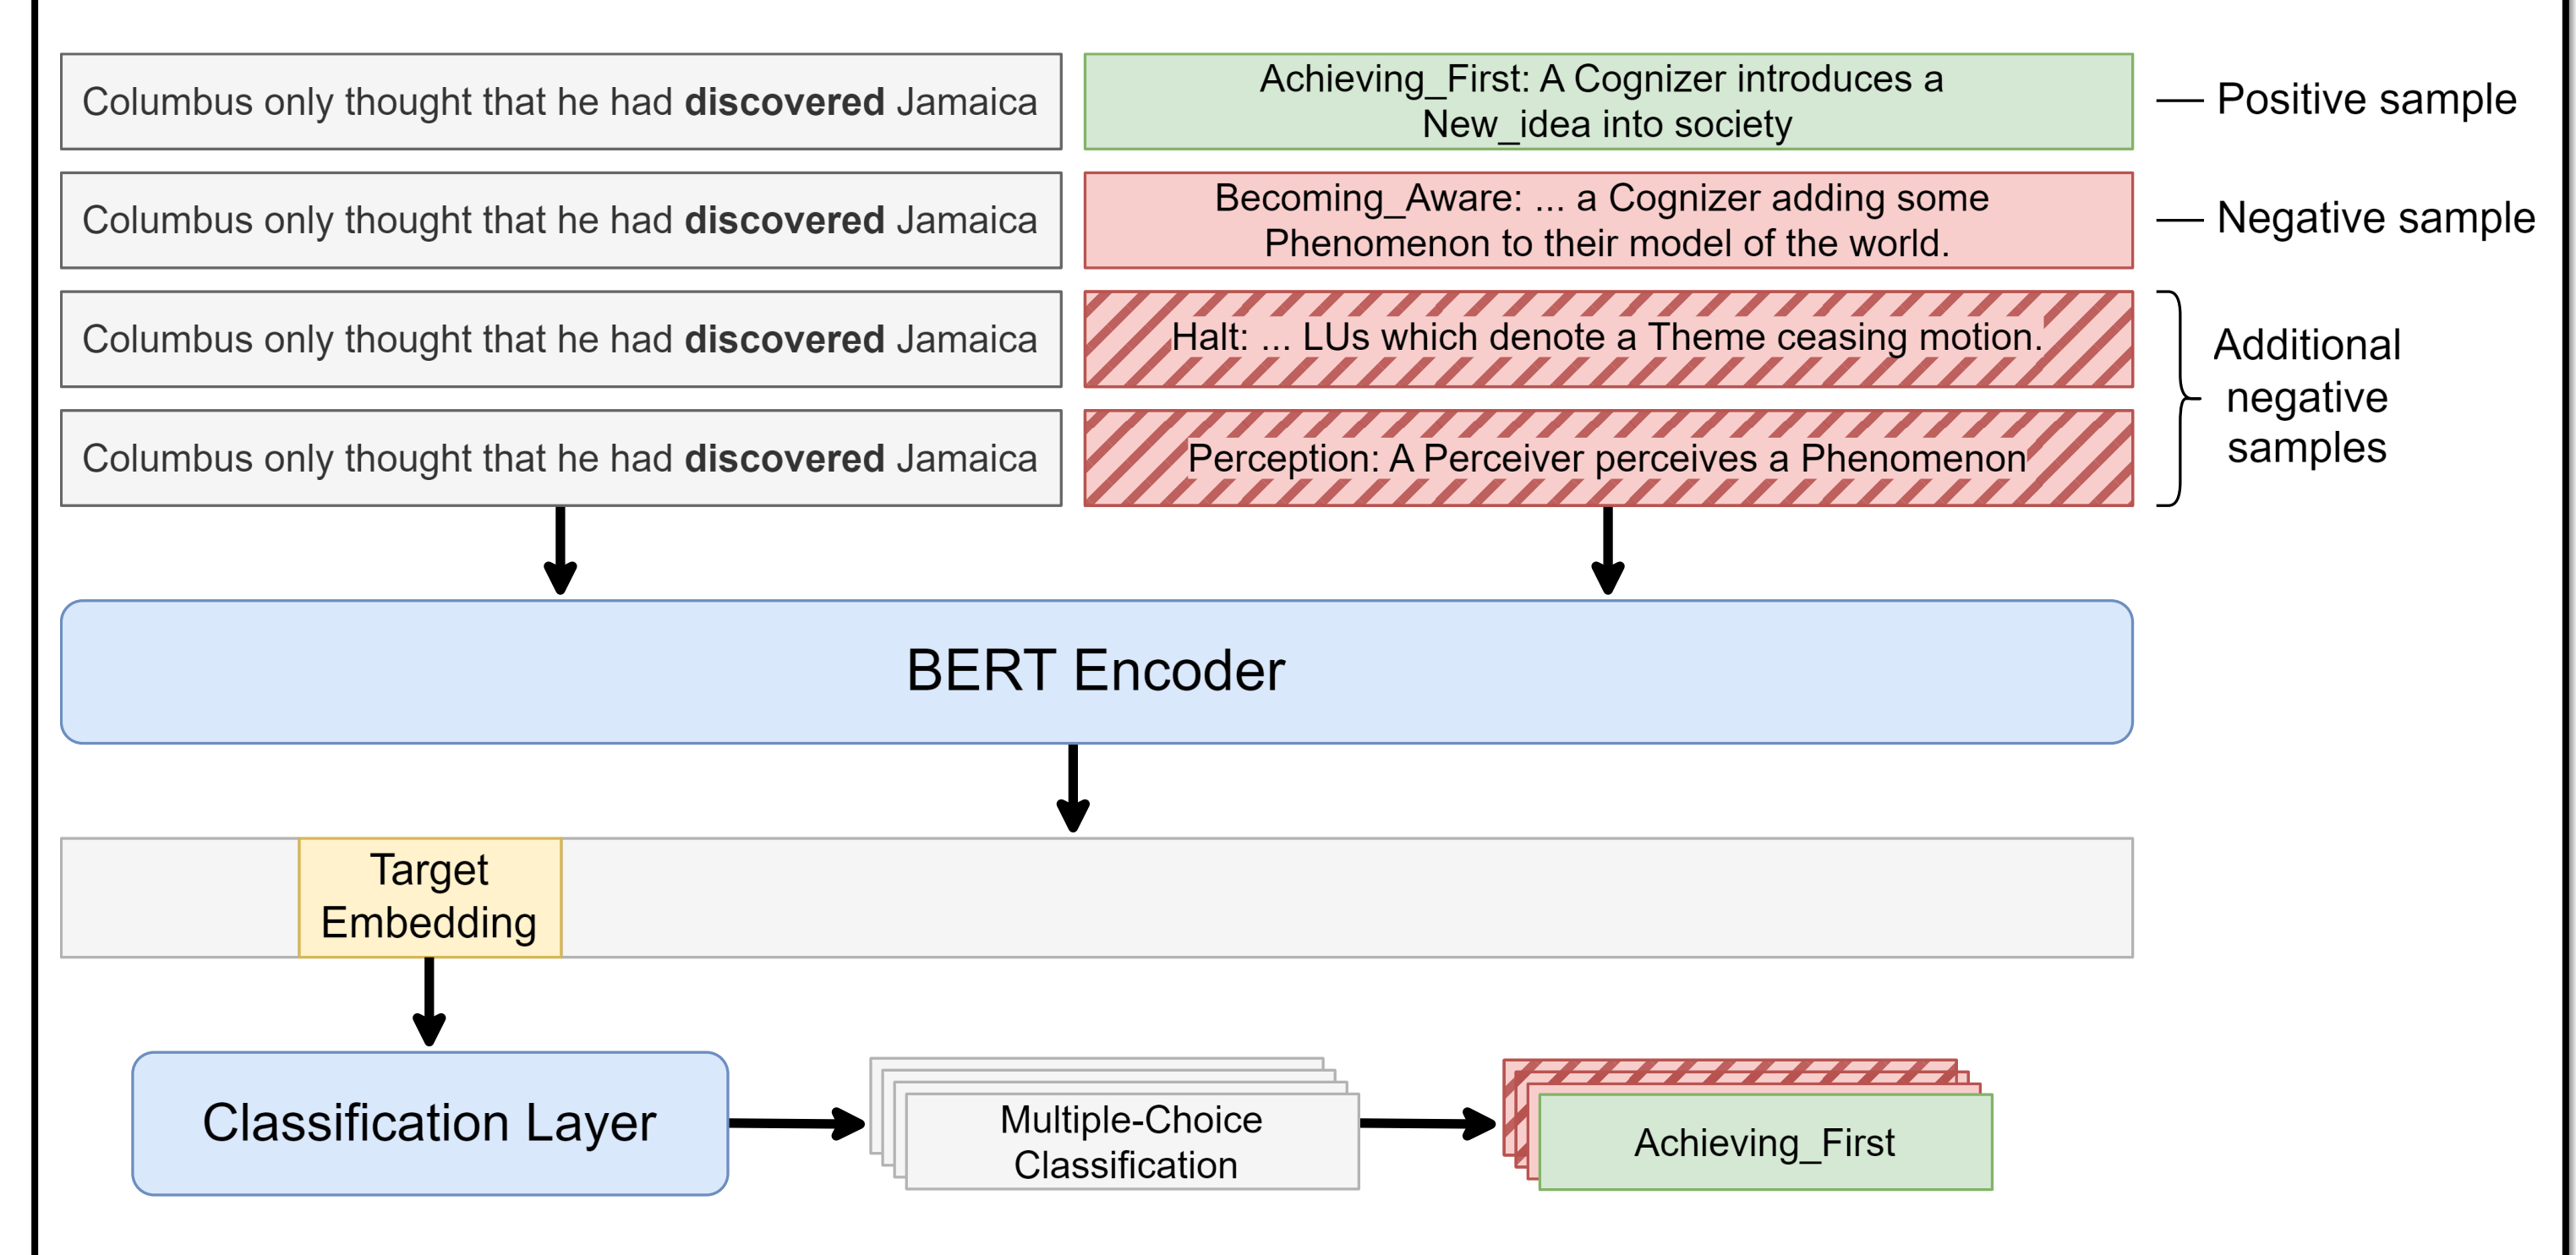 Columbus only thought that he had discovered Jamaica
Achieving_First: A Cognizer introduces a
New_idea into society
Positive sample
Columbus only thought that he had discovered Jamaica
Becoming_Aware: ... a Cognizer adding some
Phenomenon to their model of the world.
Negative sample
Columbus only thought that he had discovered Jamaica
Halt: ... LUs which denote a Theme ceasing motion.
Columbus only thought that he had discovered Jamaica
Perception: A Perceiver perceives a Phenomenon
Additional
negative
samples
BERT Encoder
Target
Embedding
Classification Layer
Multiple-Choice
Classification
Achieving_First